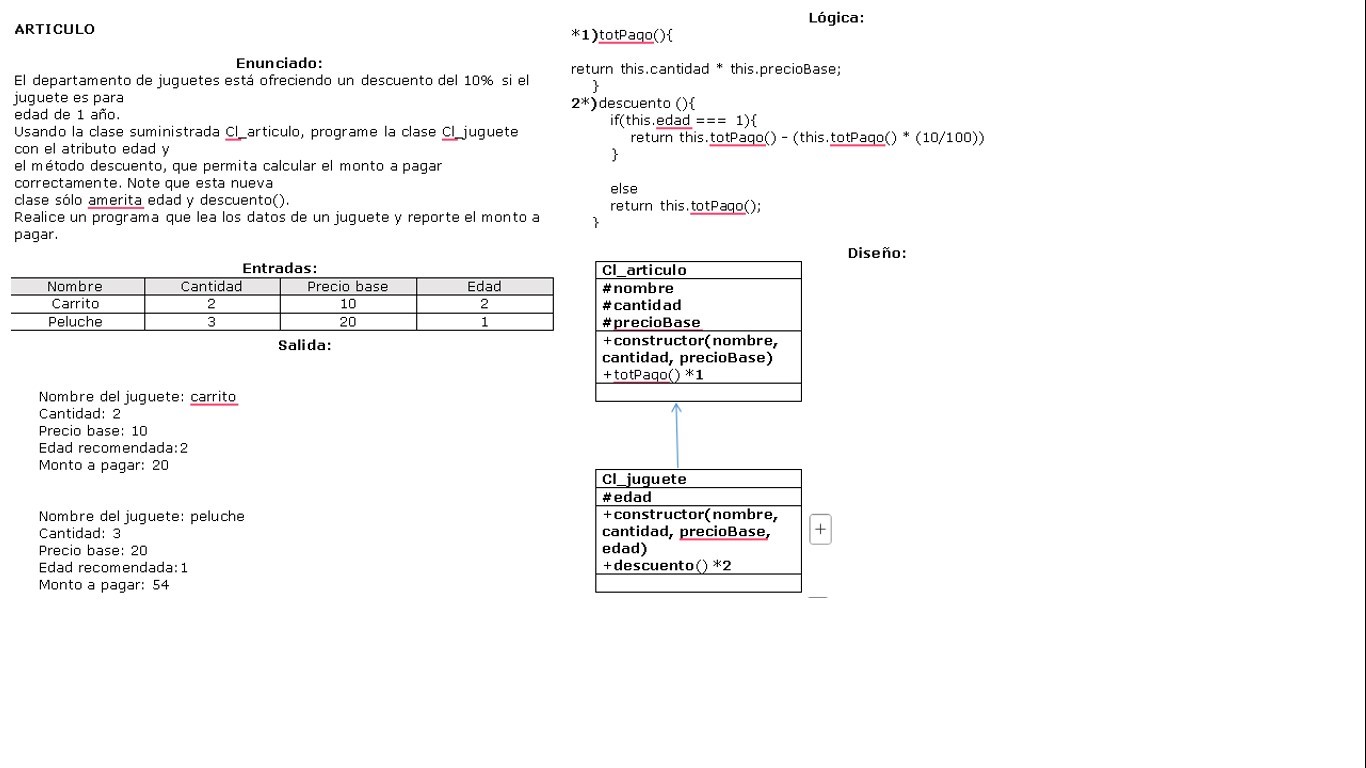 ARTICULO
Enunciado:
El departamento de juguetes está ofreciendo un descuento del 10% si el
juguete es para
edad de 1 año.
Usando la clase suministrada Cl_articulo, programe la clase Cl_juguete
con el atributo edad y
el método descuento, que permita calcular el monto a pagar
correctamente. Note que esta nueva
clase sólo amerita edad y descuento().
Realice un programa que lea los datos de un juguete y reporte el monto a
pagar.
Entradas:
Nombre Cantidad Precio base Edad
Carrito 2 10 2
Peluche 3 20 1
Salida:
Nombre del juguete: carrito
Cantidad: 2
Precio base: 10
Edad recomendada:2
Monto a pagar: 20
Nombre del juguete: peluche
Cantidad: 3
Precio base: 20
Edad recomendada:1
Monto a pagar: 54
Lógica:
*1)totPago(){
return this.cantidad * this.precioBase;
}
2*)descuento (){
if(this.edad === 1){
return this.totPago() - (this.totPago() * (10/100))
}
else
return this.totPago();
}
Diseño:
Cl_articulo
#nombre
#cantidad
#precioBase
+constructor(nombre,
cantidad, precioBase)
+totPago() *1
Cl_juguete
#edad
+constructor(nombre,
cantidad, precioBase,
edad)
+descuento() *2
+